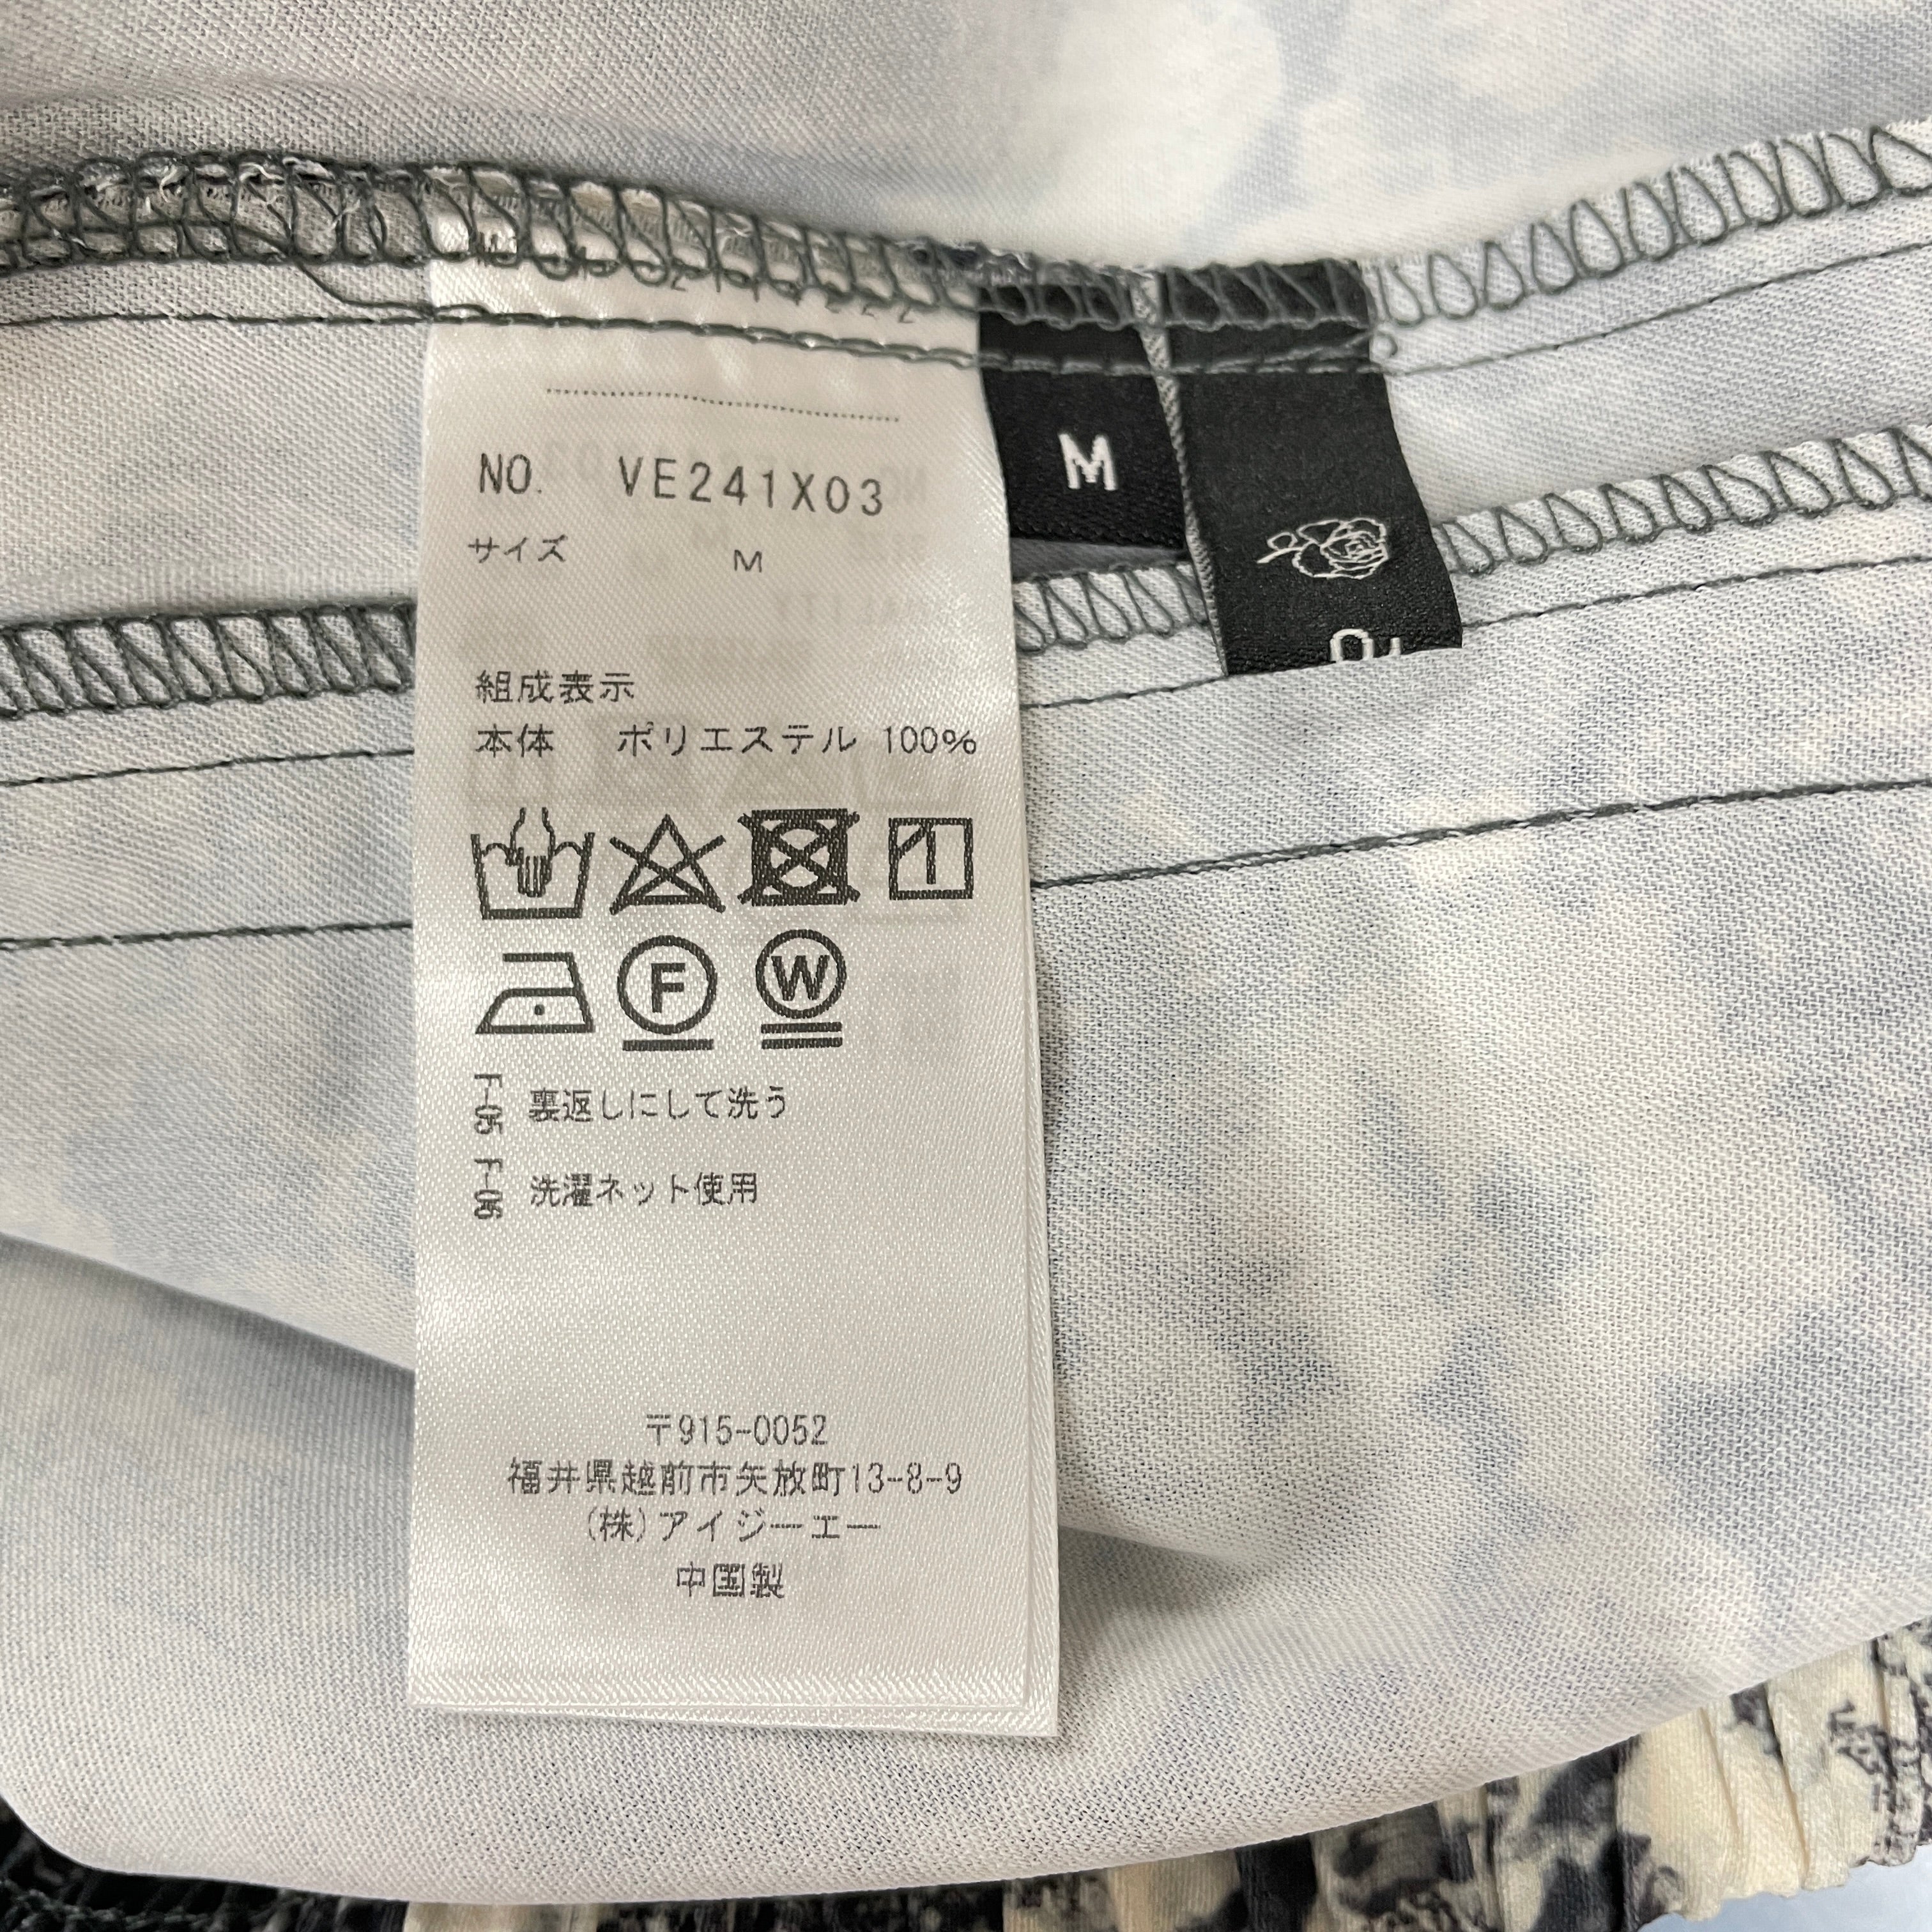 NO. VE241X03
サイズ M
組成表示
本体 ポリエステル 100%
F
W
F-05 裏返しにして洗う
F-06 洗濯ネット使用
〒915-0052
福井県越前市矢放町13-8-9
(株)アイジーエー
中国製
M